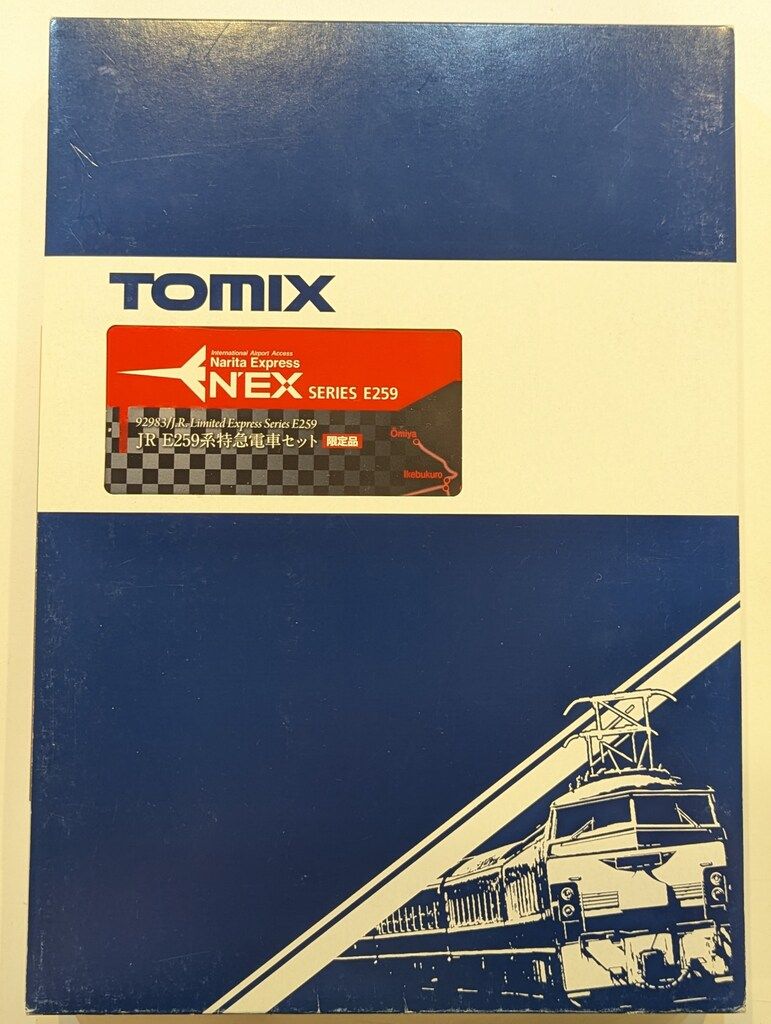 TOMIX
International Airport Access
Narita Express
N'EX SERIES E259
92983/J.R. Limited Express Series E259
JR E259系特急電車セット 限定品
Ōmiya
Ikebukuro